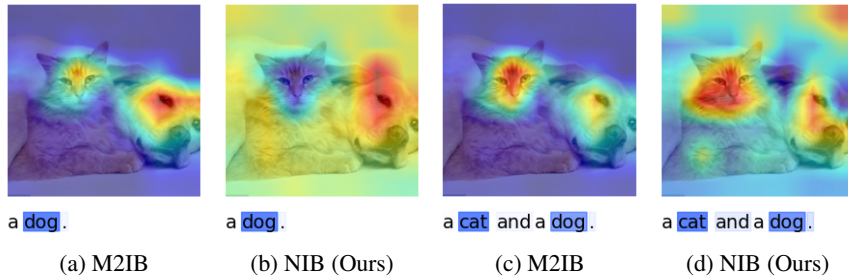 a dog .
a dog .
a cat and a dog .
a cat and a dog .
(a) M2IB
(b) NIB (Ours)
(c) M2IB
(d) NIB (Ours)